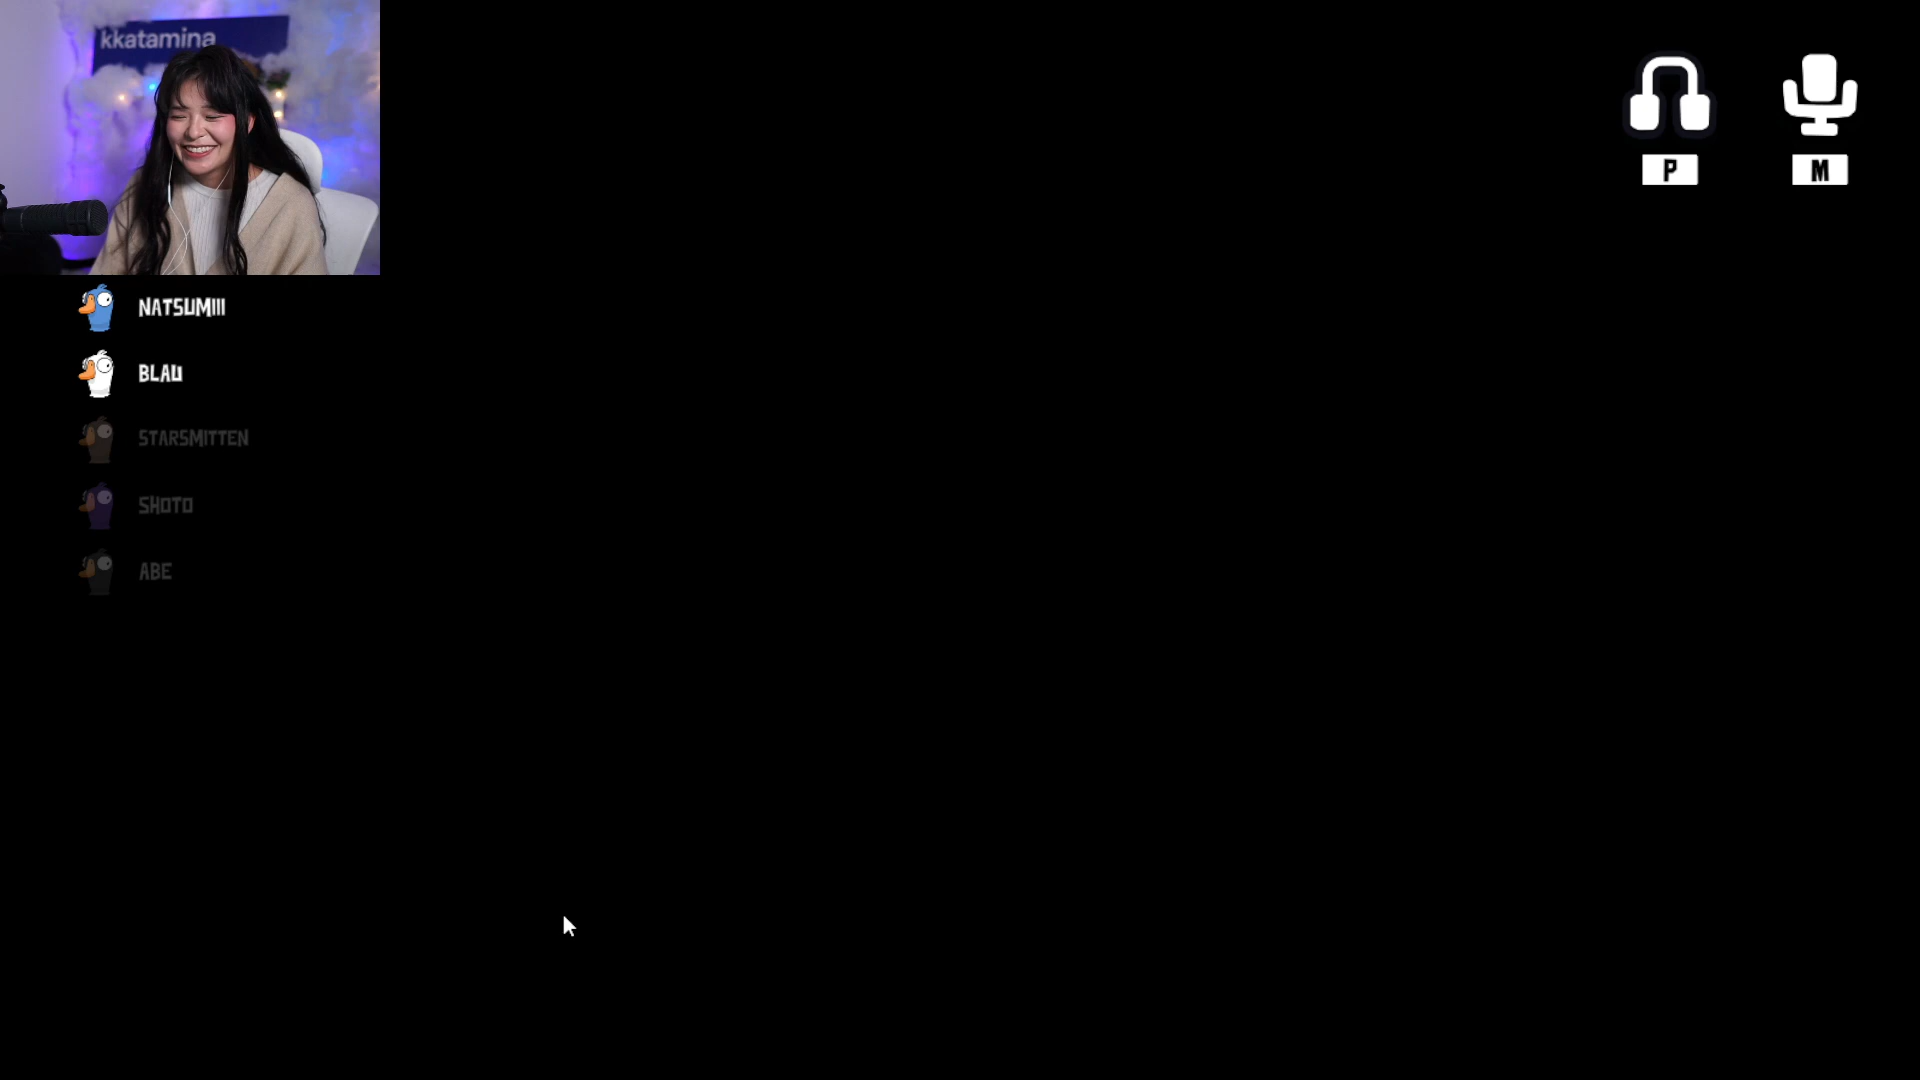 kkatamina
P
M
NATSUMIII
BLAU
STARSMITTEN
SHOTO
ABE